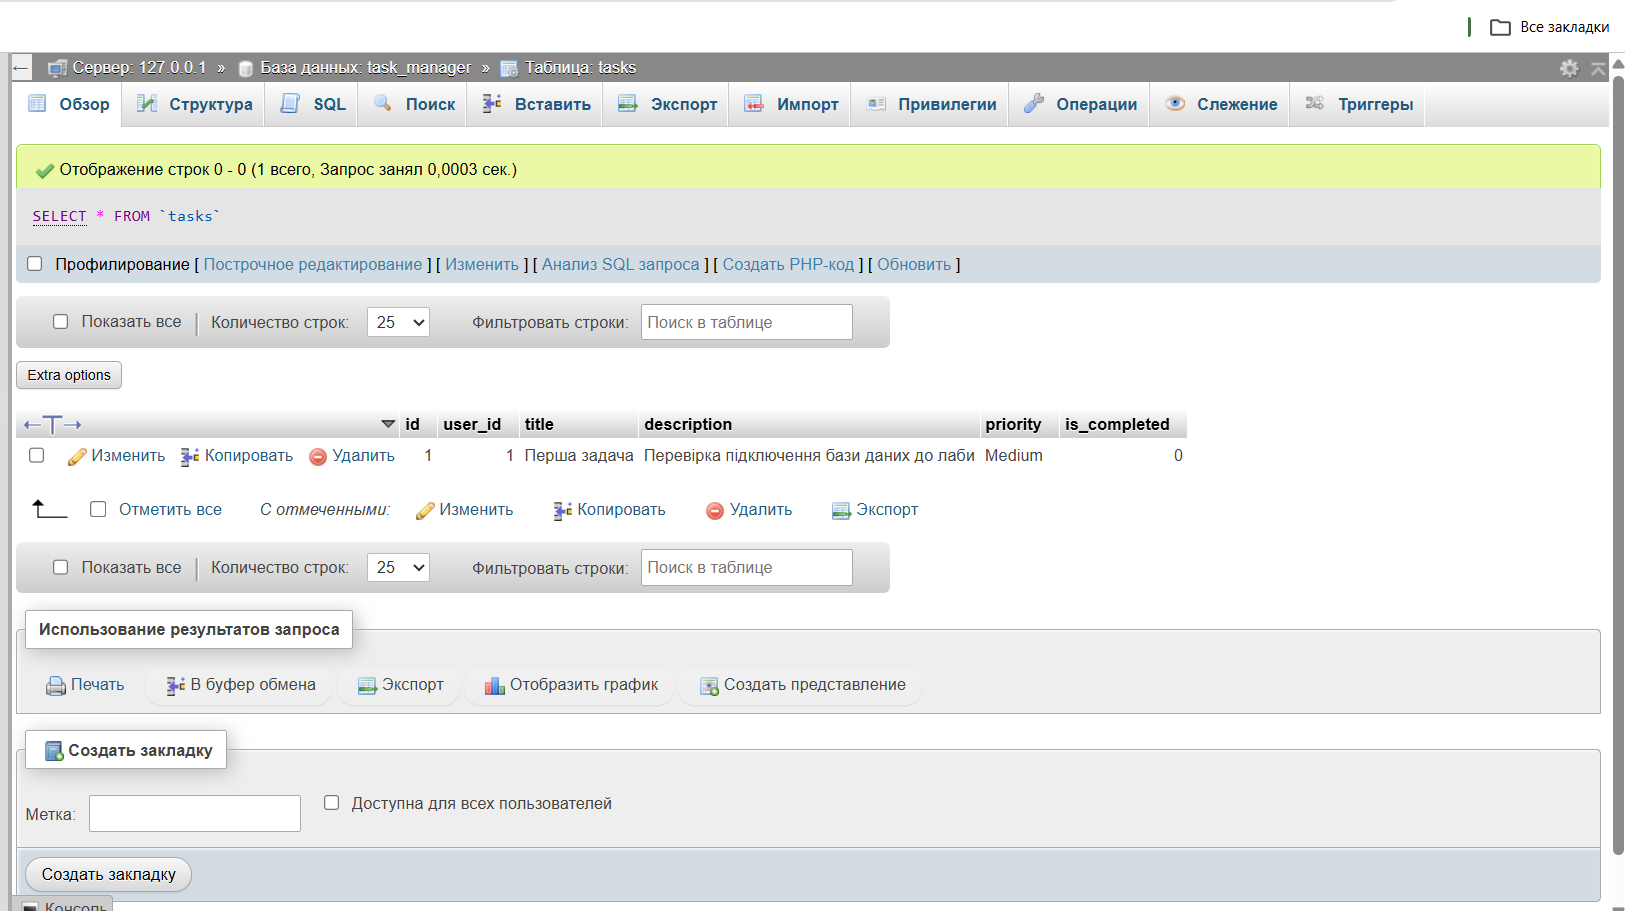 Все закладки
Сервер: 127.0.0.1 » База данных: task_manager » Таблица: tasks
Обзор Структура SQL Поиск Вставить Экспорт Импорт Привилегии Операции Слежение Триггеры
Отображение строк 0 - 0 (1 всего, Запрос занял 0,0003 сек.)
SELECT * FROM `tasks`
Профилирование [ Построчное редактирование ] [ Изменить ] [ Анализ SQL запроса ] [ Создать PHP-код ] [ Обновить ]
Показать все Количество строк: 25 Фильтровать строки: Поиск в таблице
Extra options
id user_id title description priority is_completed
Изменить Копировать Удалить 1 1 Перша задача Перевірка підключення бази даних до лаби Medium 0
Отметить все С отмеченными: Изменить Копировать Удалить Экспорт
Показать все Количество строк: 25 Фильтровать строки: Поиск в таблице
Использование результатов запроса
Печать В буфер обмена Экспорт Отобразить график Создать представление
Создать закладку
Метка: Доступна для всех пользователей
Создать закладку
Консоль